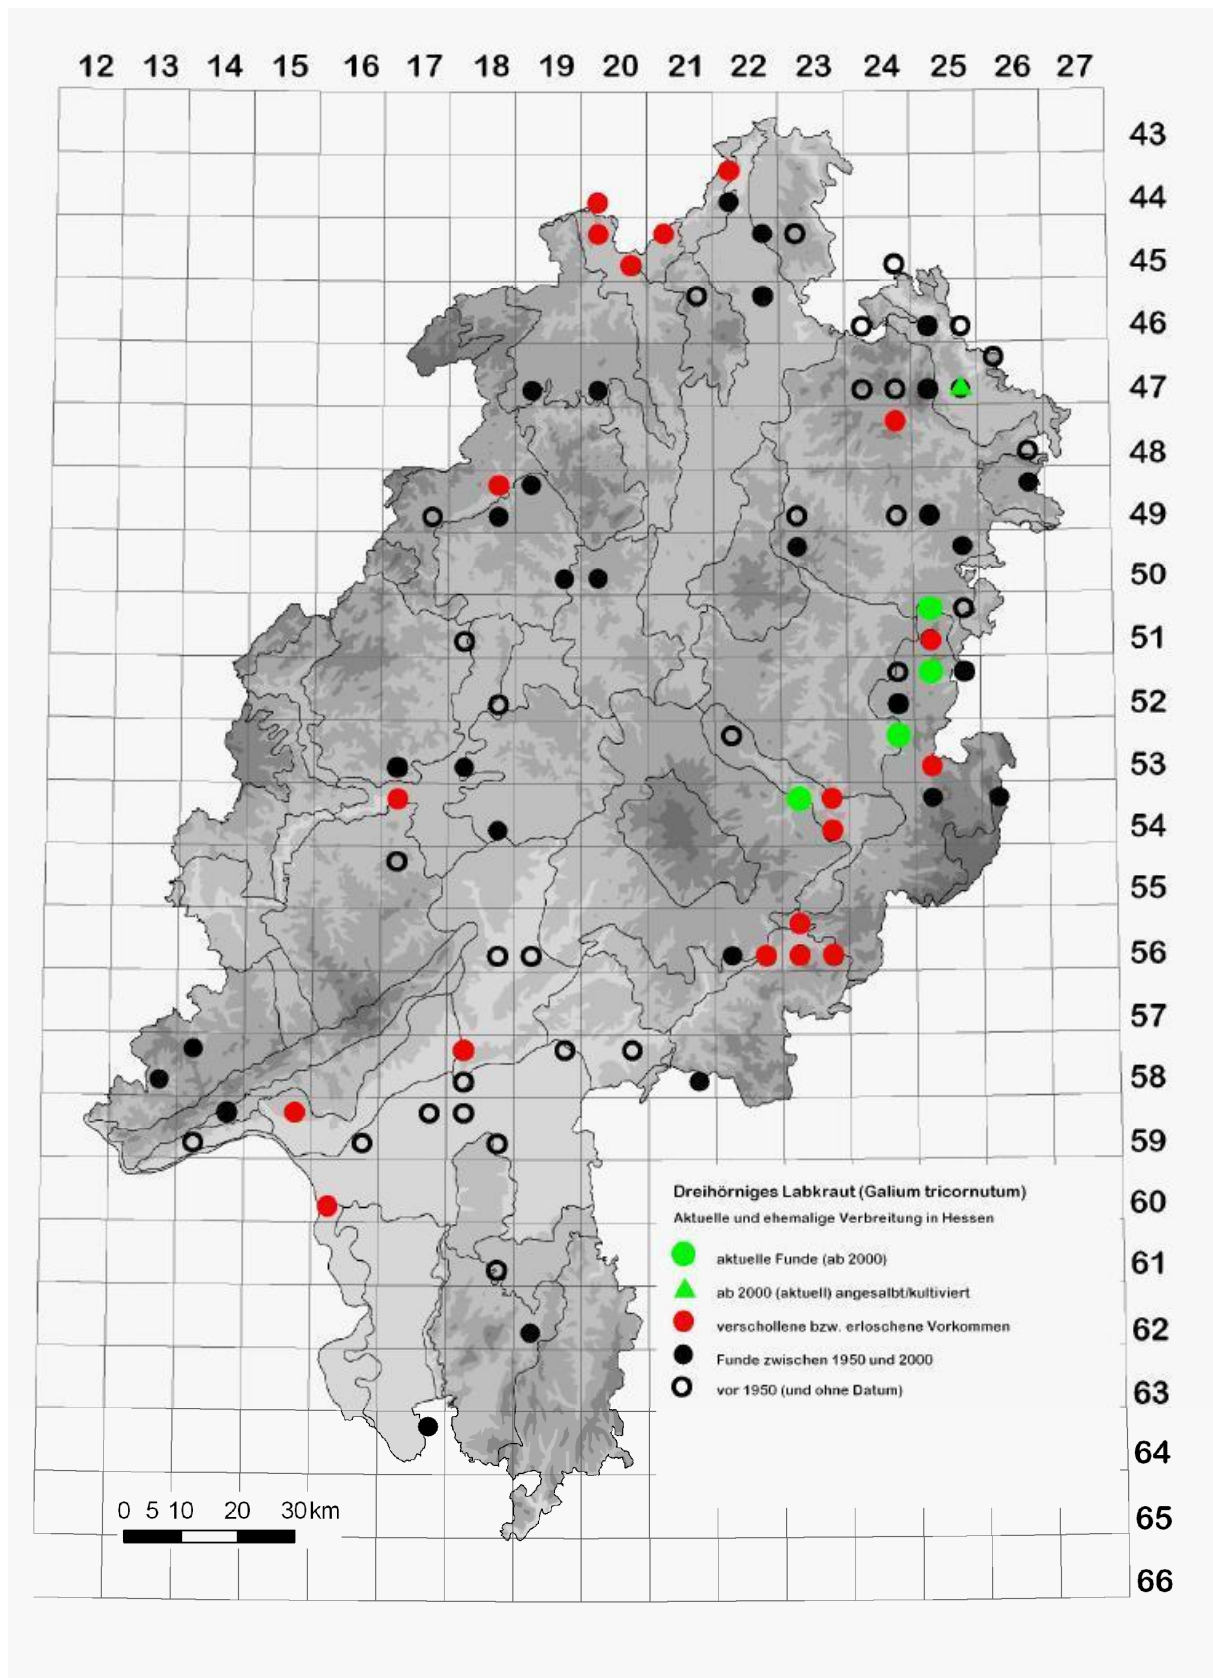 12 13 14 15 16 17 18 19 20 21 22 23 24 25 26 27
43
44
45
46
47
48
49
50
51
52
53
54
55
56
57
58
59
60
61
62
63
64
65
66
Dreihörniges Labkraut (Galium tricornutum)
Aktuelle und ehemalige Verbreitung in Hessen
aktuelle Funde (ab 2000)
ab 2000 (aktuell) angesalbt/kultiviert
verschollene bzw. erloschene Vorkommen
Funde zwischen 1950 und 2000
vor 1950 (und ohne Datum)
0 5 10 20 30km